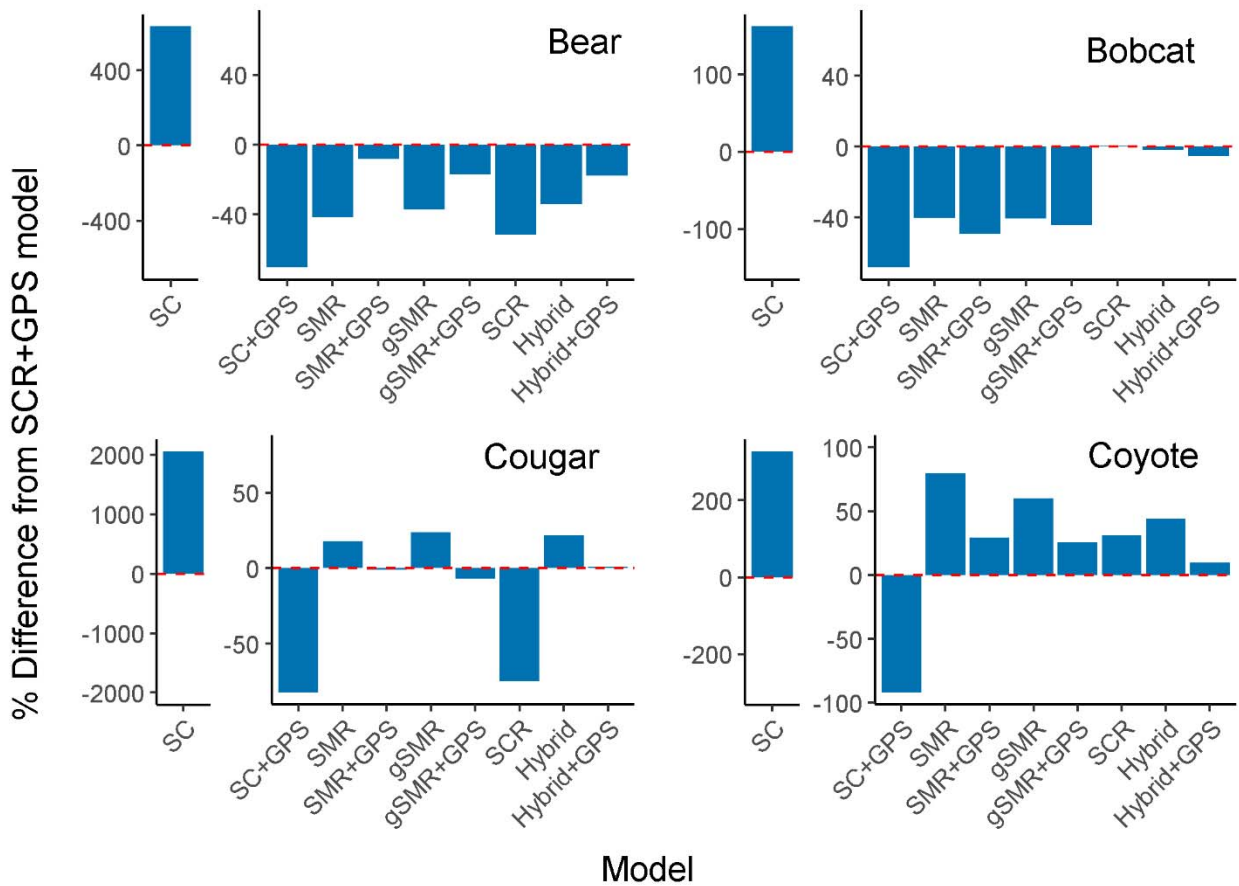 % Difference from SCR+GPS model
Bear
400
0
-400
SC
40
0
-40
SC+GPS
SMR
SMR+GPS
gSMR
gSMR+GPS
SCR
Hybrid
Hybrid+GPS
Bobcat
100
0
-100
SC
40
0
-40
SC+GPS
SMR
SMR+GPS
gSMR
gSMR+GPS
SCR
Hybrid
Hybrid+GPS
Cougar
2000
1000
0
-1000
-2000
SC
50
0
-50
SC+GPS
SMR
SMR+GPS
gSMR
gSMR+GPS
SCR
Hybrid
Hybrid+GPS
Coyote
200
0
-200
SC
100
50
0
-50
-100
SC+GPS
SMR
SMR+GPS
gSMR
gSMR+GPS
SCR
Hybrid
Hybrid+GPS
Model